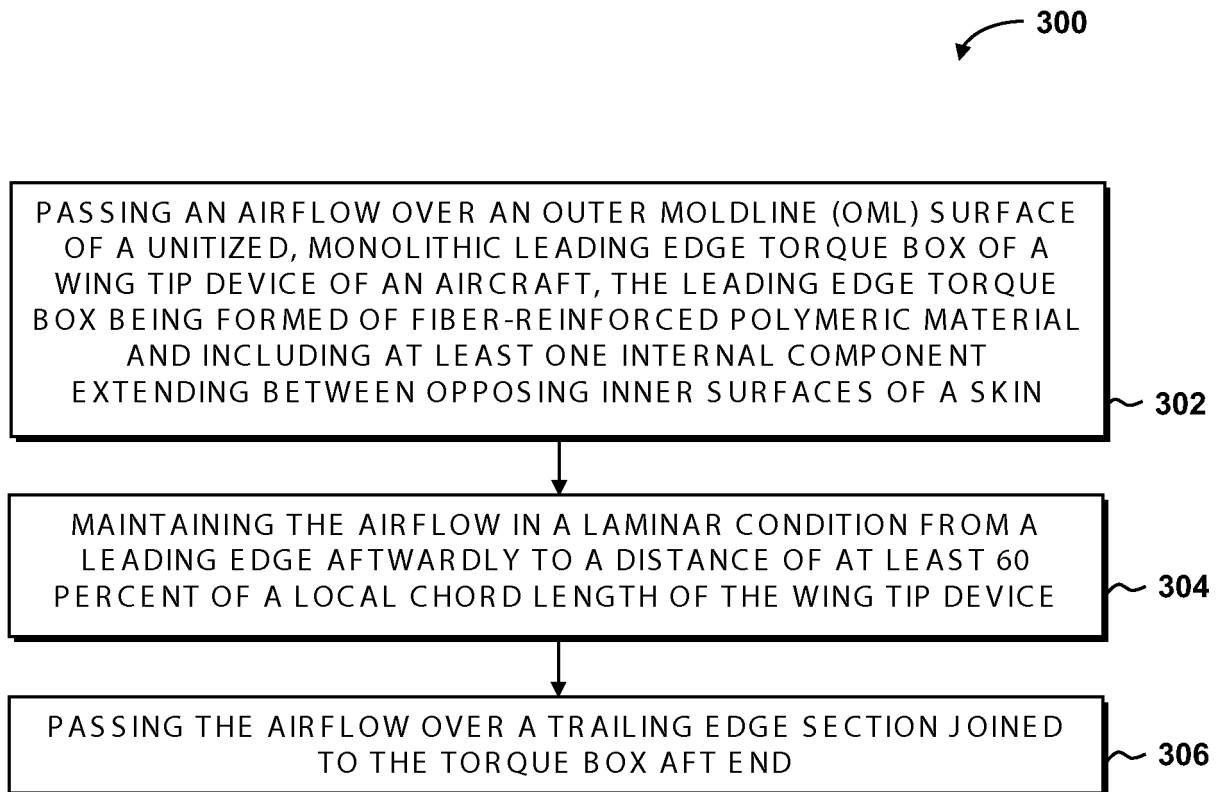 300
PASSING AN AIRFLOW OVER AN OUTER MOLDLINE (OML) SURFACE
OF A UNITIZED, MONOLITHIC LEADING EDGE TORQUE BOX OF A
WING TIP DEVICE OF AN AIRCRAFT, THE LEADING EDGE TORQUE
BOX BEING FORMED OF FIBER-REINFORCED POLYMERIC MATERIAL
AND INCLUDING AT LEAST ONE INTERNAL COMPONENT
EXTENDING BETWEEN OPPOSING INNER SURFACES OF A SKIN
302
MAINTAINING THE AIRFLOW IN A LAMINAR CONDITION FROM A
LEADING EDGE AFTWARDLY TO A DISTANCE OF AT LEAST 60
PERCENT OF A LOCAL CHORD LENGTH OF THE WING TIP DEVICE
304
PASSING THE AIRFLOW OVER A TRAILING EDGE SECTION JOINED
TO THE TORQUE BOX AFT END
306